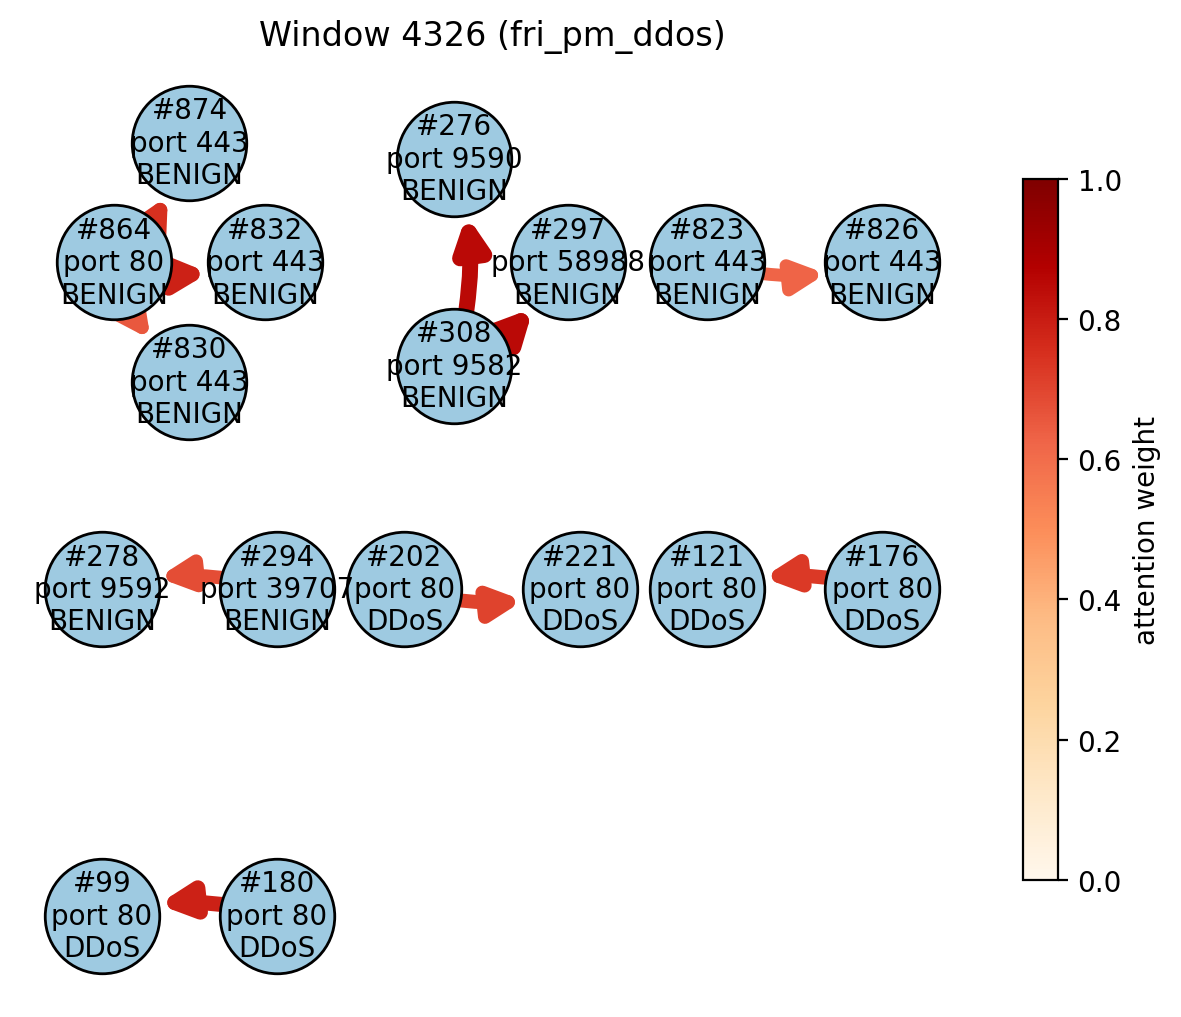 Window 4326 (fri_pm_ddos)
#874
port 443
BENIGN
#276
port 9590
BENIGN
#864
port 80
BENIGN
#832
port 443
BENIGN
#297
port 58988
BENIGN
#823
port 443
BENIGN
#826
port 443
BENIGN
#830
port 443
BENIGN
#308
port 9582
BENIGN
#278
port 9592
BENIGN
#294
port 39707
BENIGN
#202
port 80
DDoS
#221
port 80
DDoS
#121
port 80
DDoS
#176
port 80
DDoS
#99
port 80
DDoS
#180
port 80
DDoS
1.0
0.8
0.6
0.4
0.2
0.0
attention weight